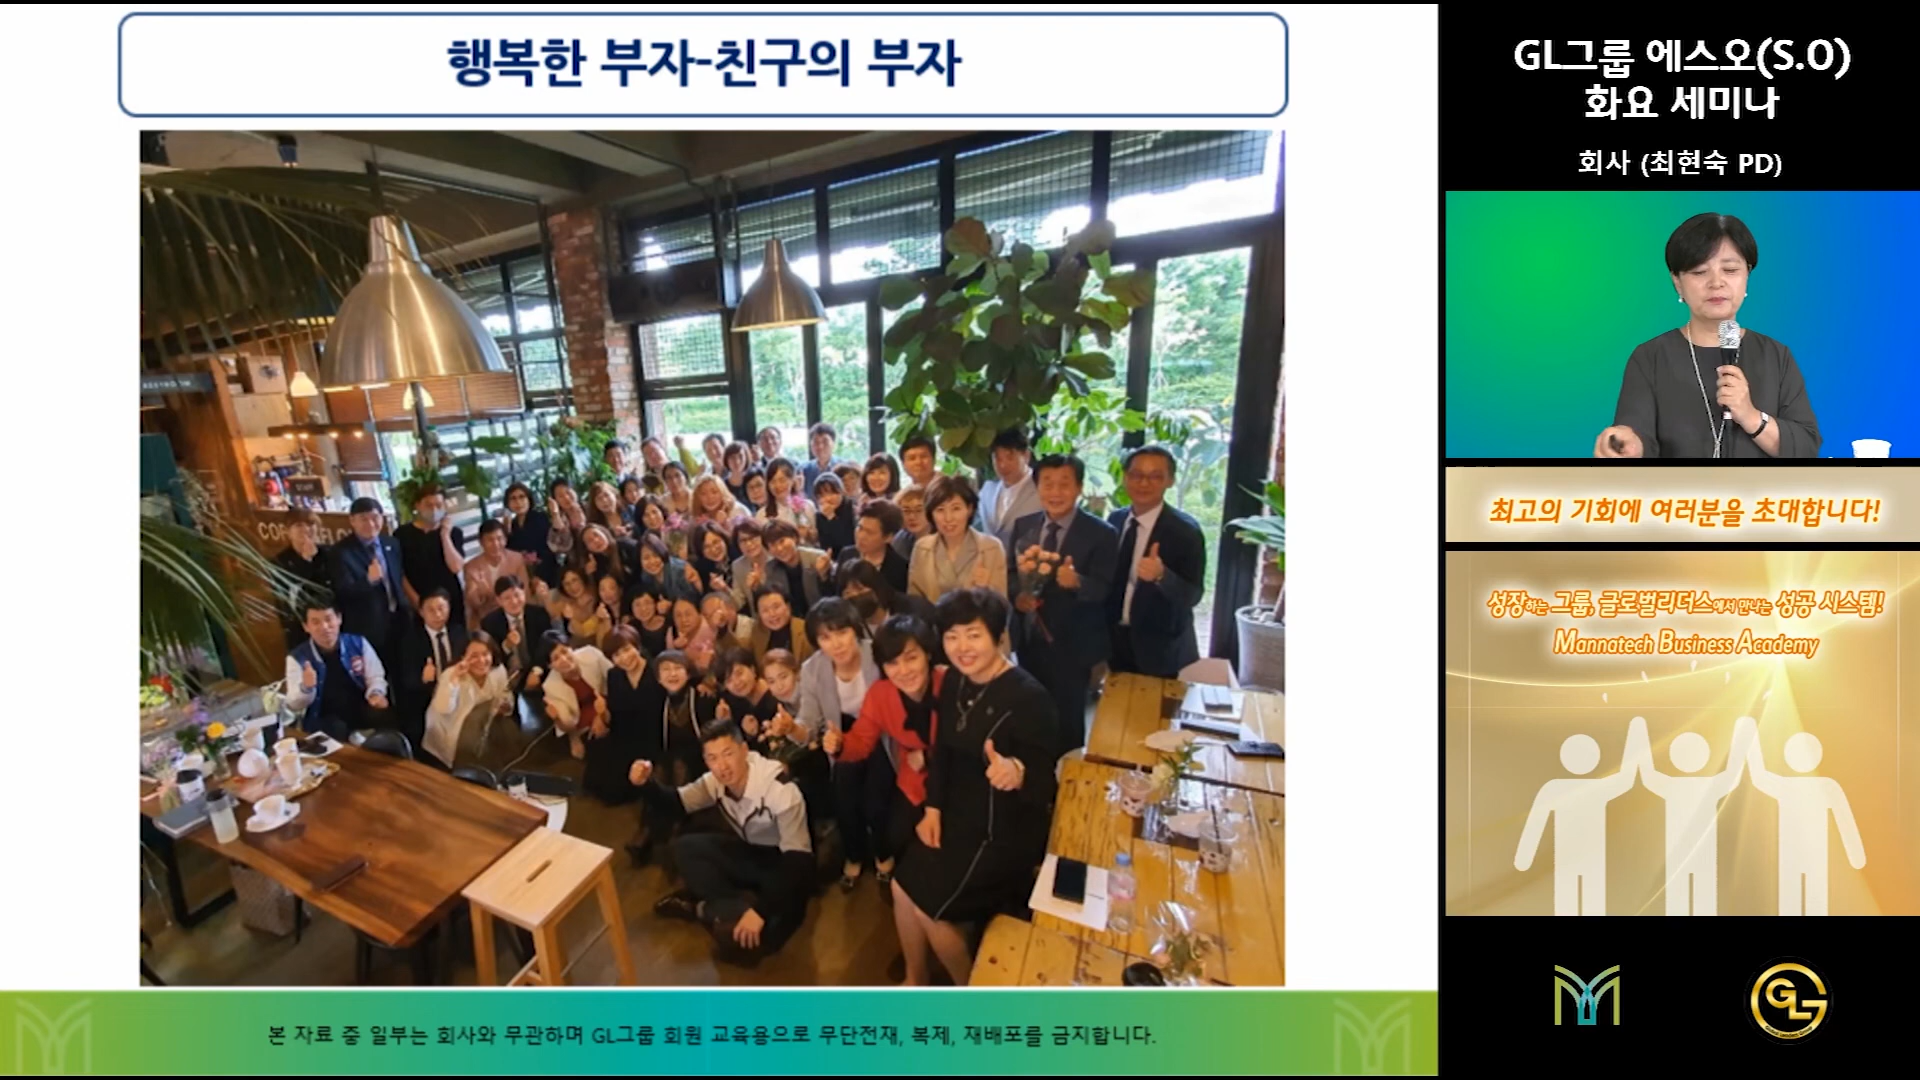 행복한 부자-친구의 부자
본 자료 중 일부는 회사와 무관하며 GL그룹 회원 교육용으로 무단전재, 복제, 재배포를 금지합니다.
GL그룹 에스오(S.O)
화요 세미나
회사 (최현숙 PD)
최고의 기회에 여러분을 초대합니다!
성장하는 그룹, 글로벌리더스에서 만나는 성공 시스템!
Mannatech Business Academy
GL